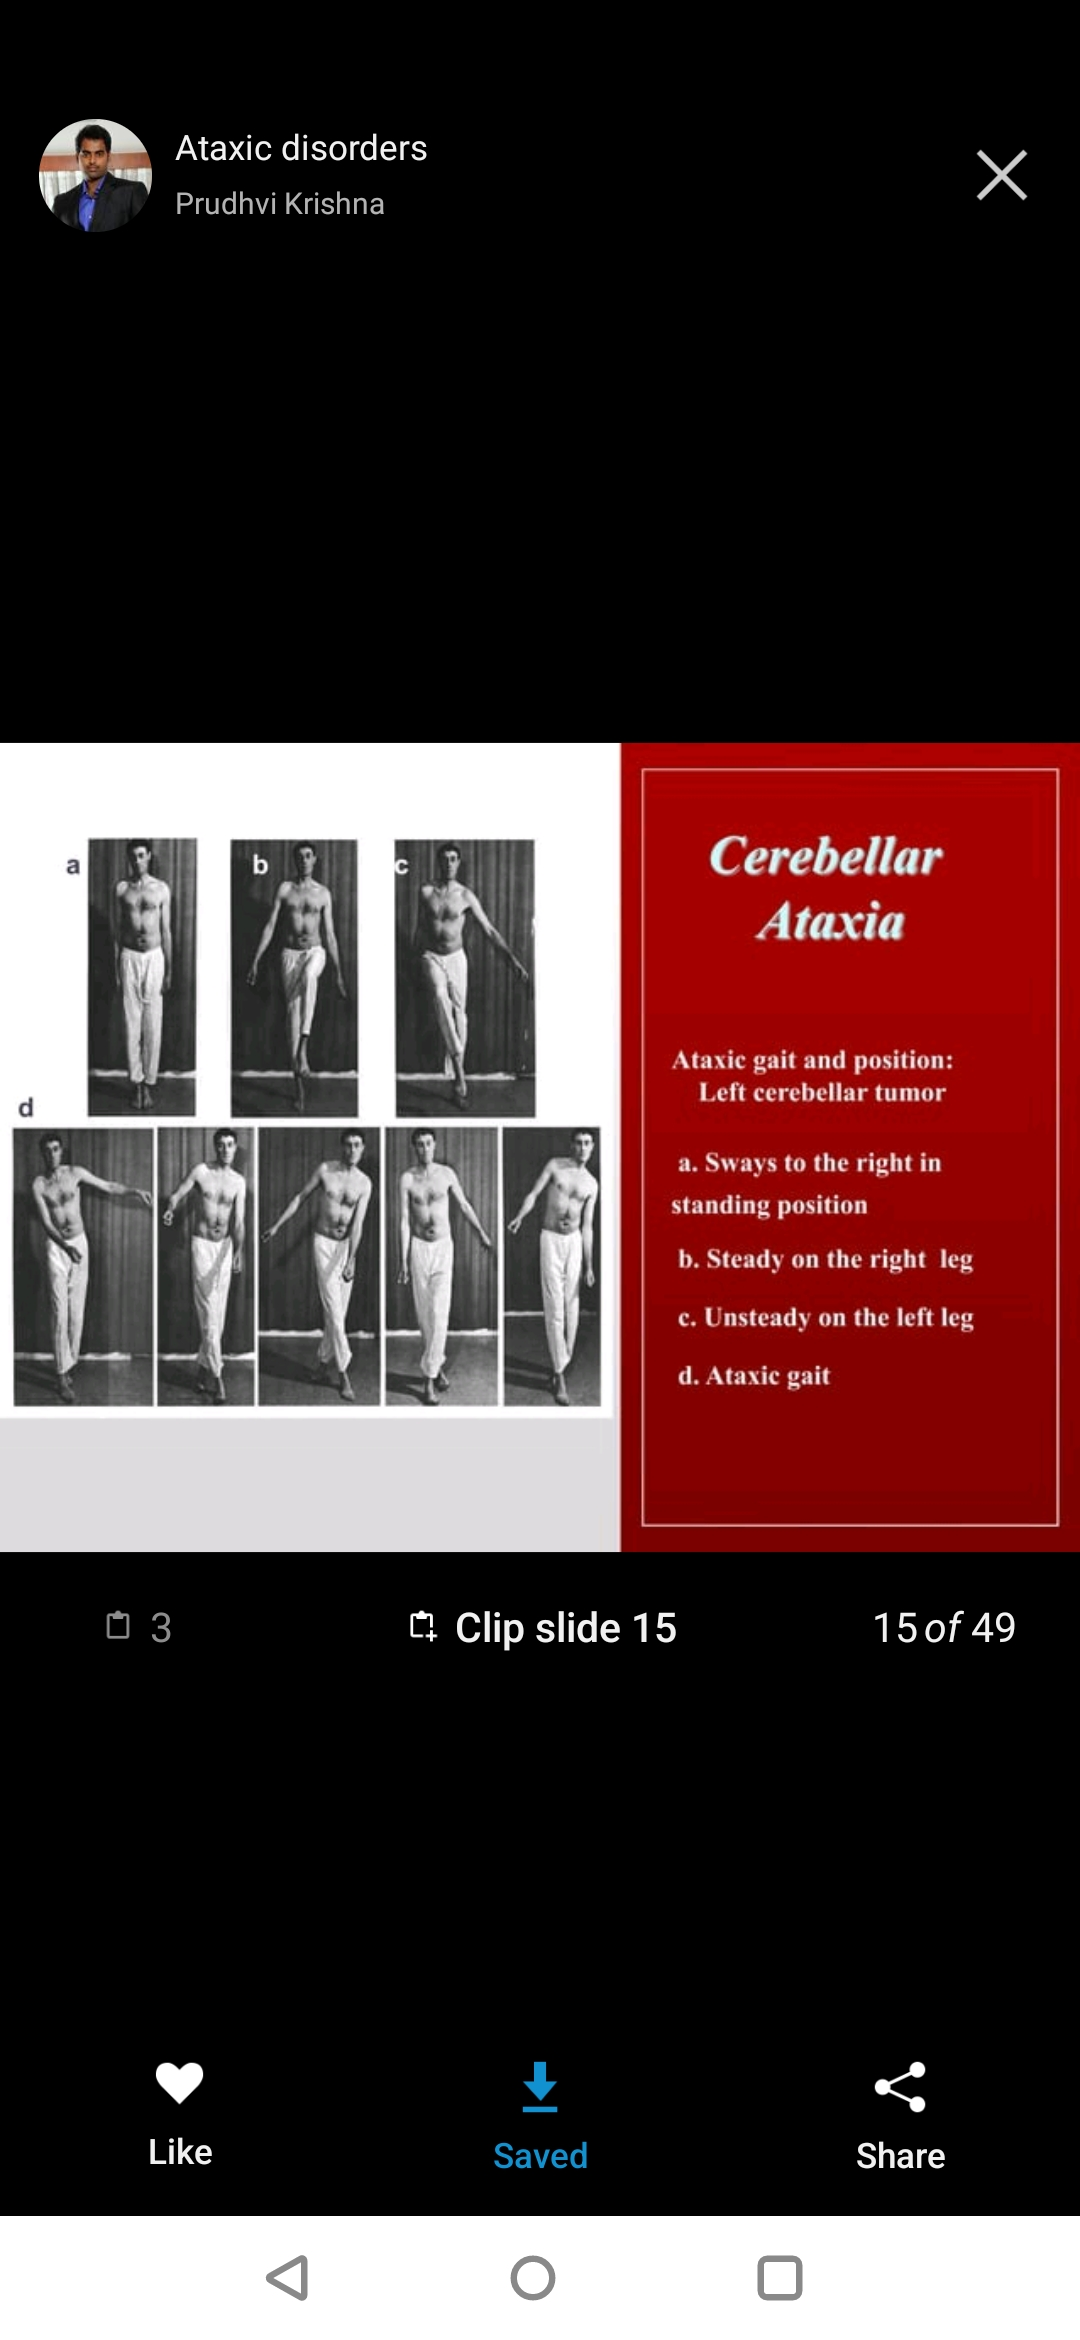 Ataxic disorders
Prudhvi Krishna
a
b
c
d
Cerebellar
Ataxia
Ataxic gait and position:
Left cerebellar tumor
a. Sways to the right in
standing position
b. Steady on the right leg
c. Unsteady on the left leg
d. Ataxic gait
3
Clip slide 15
15 of 49
Like
Saved
Share